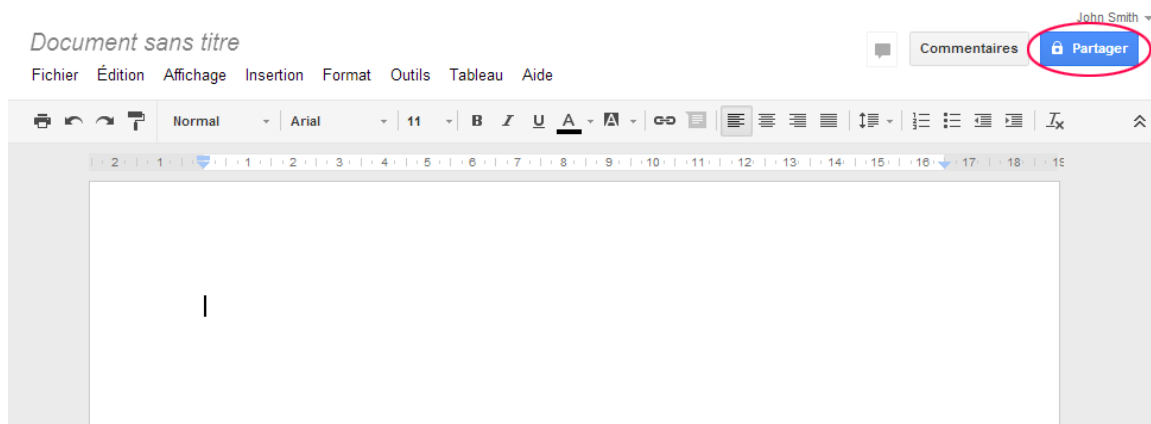 John Smith
Document sans titre
Commentaires
Partager
Fichier Édition Affichage Insertion Format Outils Tableau Aide
Normal Arial 11 B I U A A
2 1 1 2 3 4 5 6 7 8 9 10 11 12 13 14 15 16 17 18 19